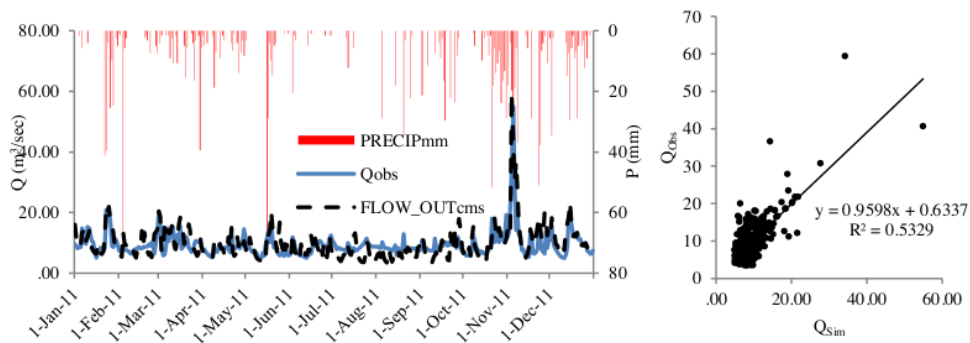 80.00
60.00
40.00
20.00
.00
Q (m³/sec)
0
20
40
60
80
P (mm)
PRECIPmm
Qobs
FLOW_OUTcms
1-Jan-11
1-Feb-11
1-Mar-11
1-Apr-11
1-May-11
1-Jun-11
1-Jul-11
1-Aug-11
1-Sep-11
1-Oct-11
1-Nov-11
1-Dec-11
70
60
50
40
30
20
10
0
QObs
y = 0.9598x + 0.6337
R² = 0.5329
.00
20.00
40.00
60.00
QSim